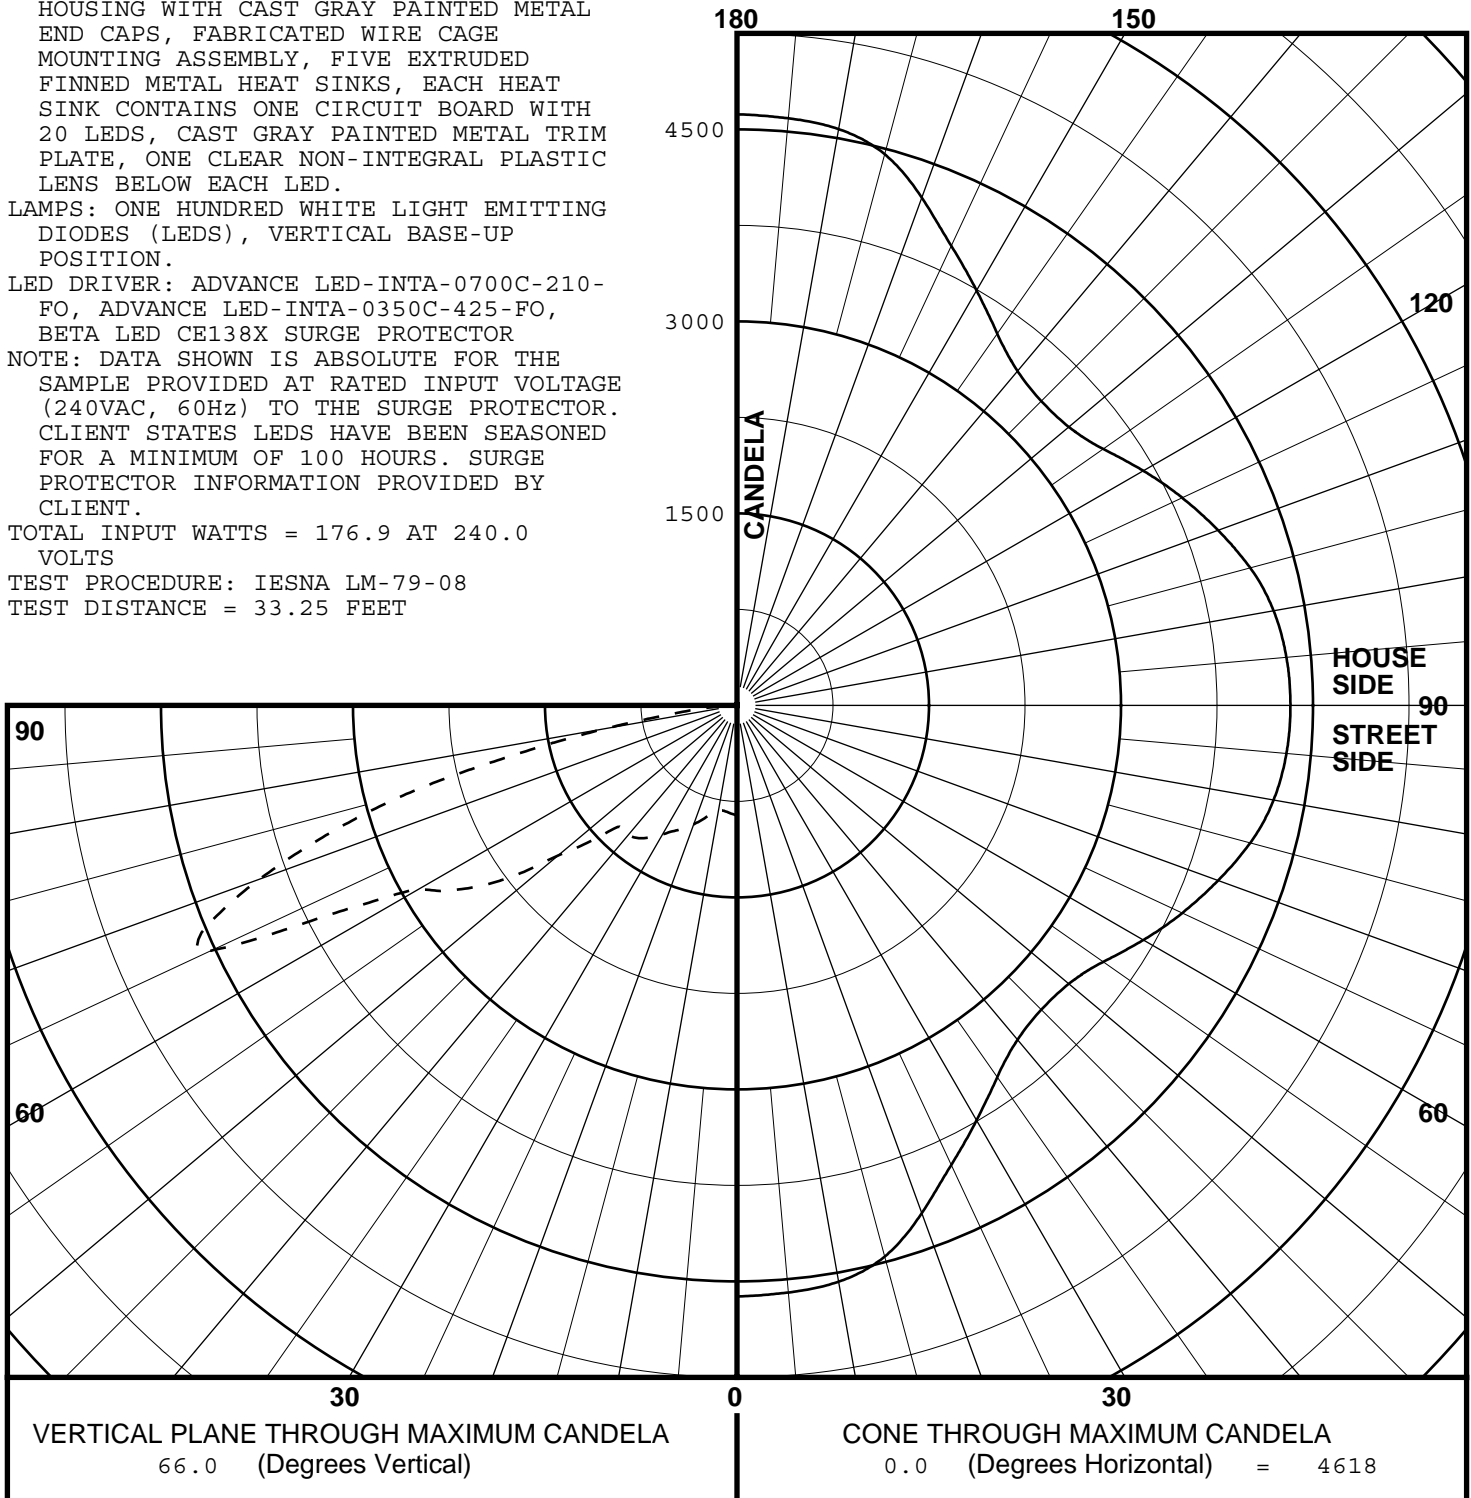 HOUSING WITH CAST GRAY PAINTED METAL
END CAPS, FABRICATED WIRE CAGE
MOUNTING ASSEMBLY, FIVE EXTRUDED
FINNED METAL HEAT SINKS, EACH HEAT
SINK CONTAINS ONE CIRCUIT BOARD WITH
20 LEDS, CAST GRAY PAINTED METAL TRIM
PLATE, ONE CLEAR NON-INTEGRAL PLASTIC
LENS BELOW EACH LED.
LAMPS: ONE HUNDRED WHITE LIGHT EMITTING
DIODES (LEDS), VERTICAL BASE-UP
POSITION.
LED DRIVER: ADVANCE LED-INTA-0700C-210-
FO, ADVANCE LED-INTA-0350C-425-FO,
BETA LED CE138X SURGE PROTECTOR
NOTE: DATA SHOWN IS ABSOLUTE FOR THE
SAMPLE PROVIDED AT RATED INPUT VOLTAGE
(240VAC, 60Hz) TO THE SURGE PROTECTOR.
CLIENT STATES LEDS HAVE BEEN SEASONED
FOR A MINIMUM OF 100 HOURS. SURGE
PROTECTOR INFORMATION PROVIDED BY
CLIENT.
TOTAL INPUT WATTS = 176.9 AT 240.0
VOLTS
TEST PROCEDURE: IESNA LM-79-08
TEST DISTANCE = 33.25 FEET
180
150
4500
120
3000
CANDELA
1500
HOUSE
SIDE
90
90
STREET
SIDE
60
60
30
0
30
VERTICAL PLANE THROUGH MAXIMUM CANDELA
66.0 (Degrees Vertical)
CONE THROUGH MAXIMUM CANDELA
0.0 (Degrees Horizontal) = 4618